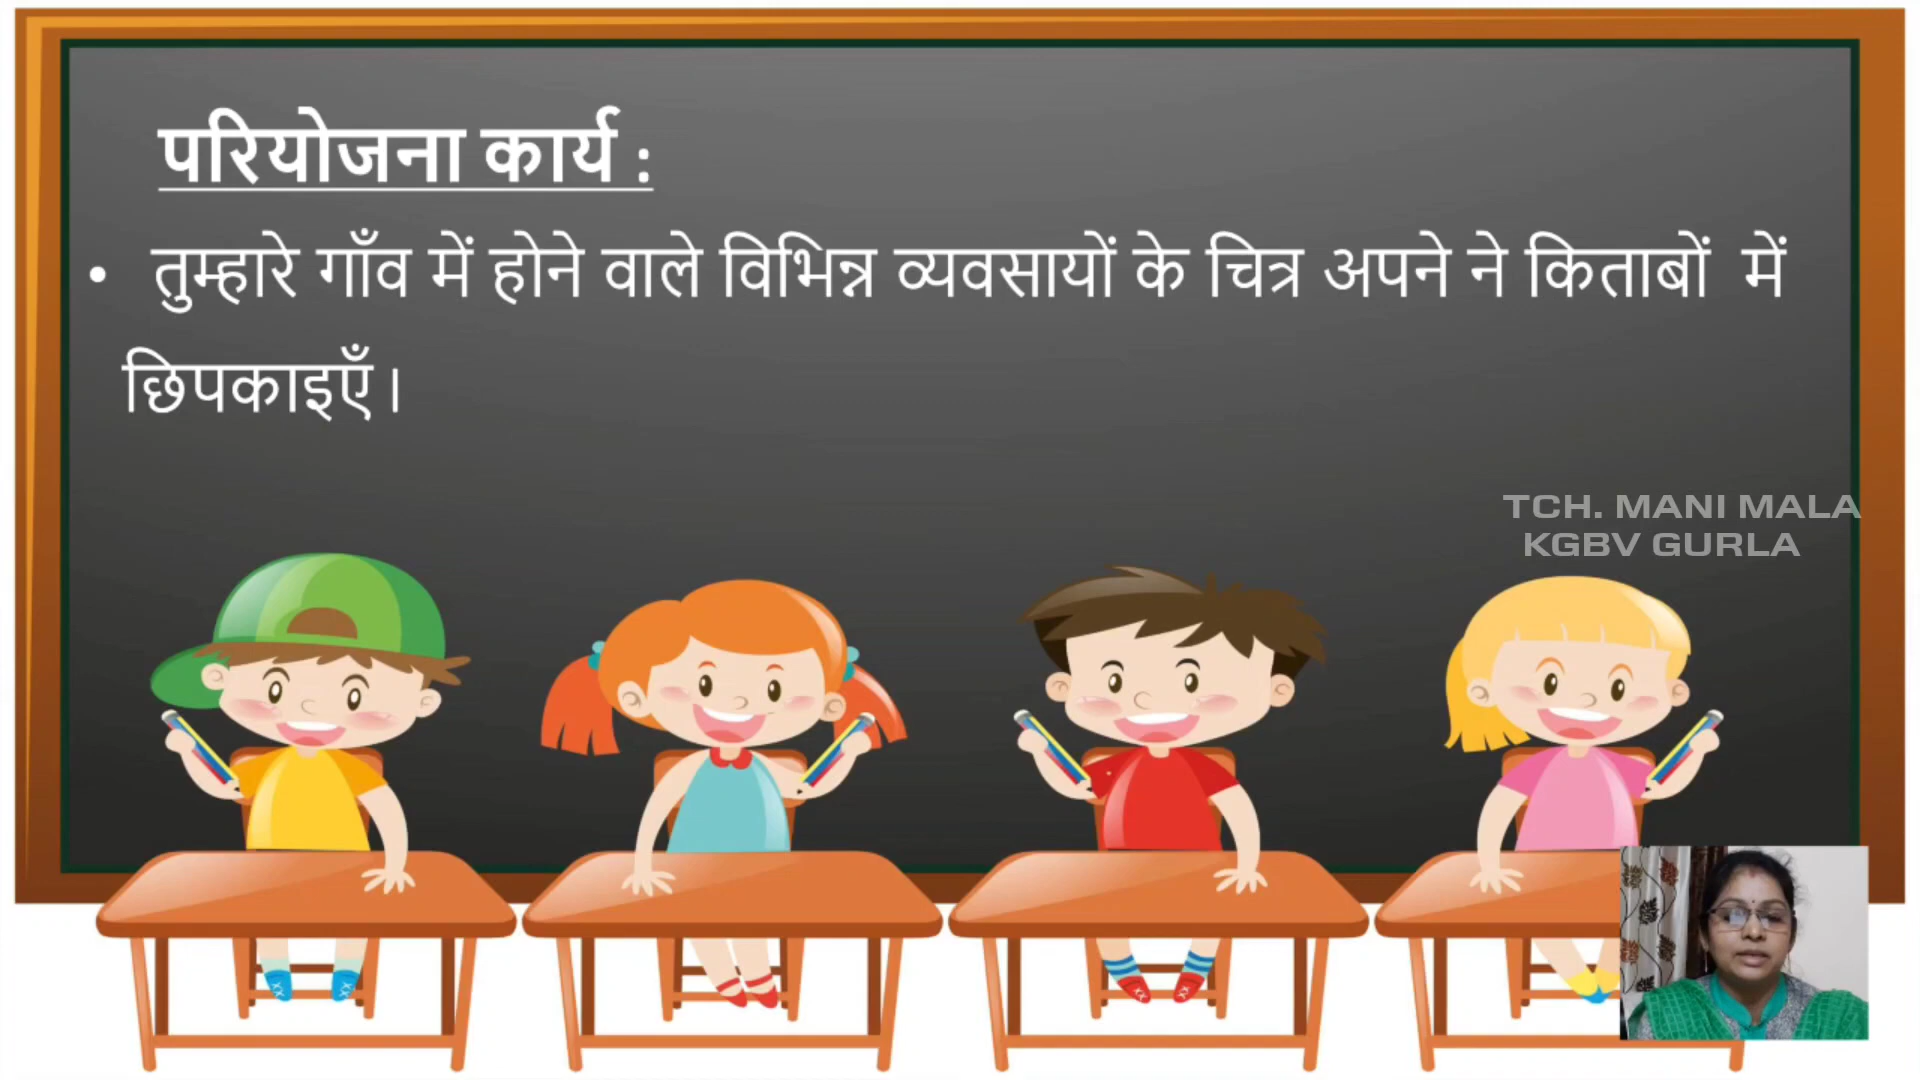 परियोजना कार्य :
• तुम्हारे गाँव में होने वाले विभिन्न व्यवसायों के चित्र अपने ने किताबों में
छिपकाइएँ।
TCH. MANI MALA
KGBV GURLA